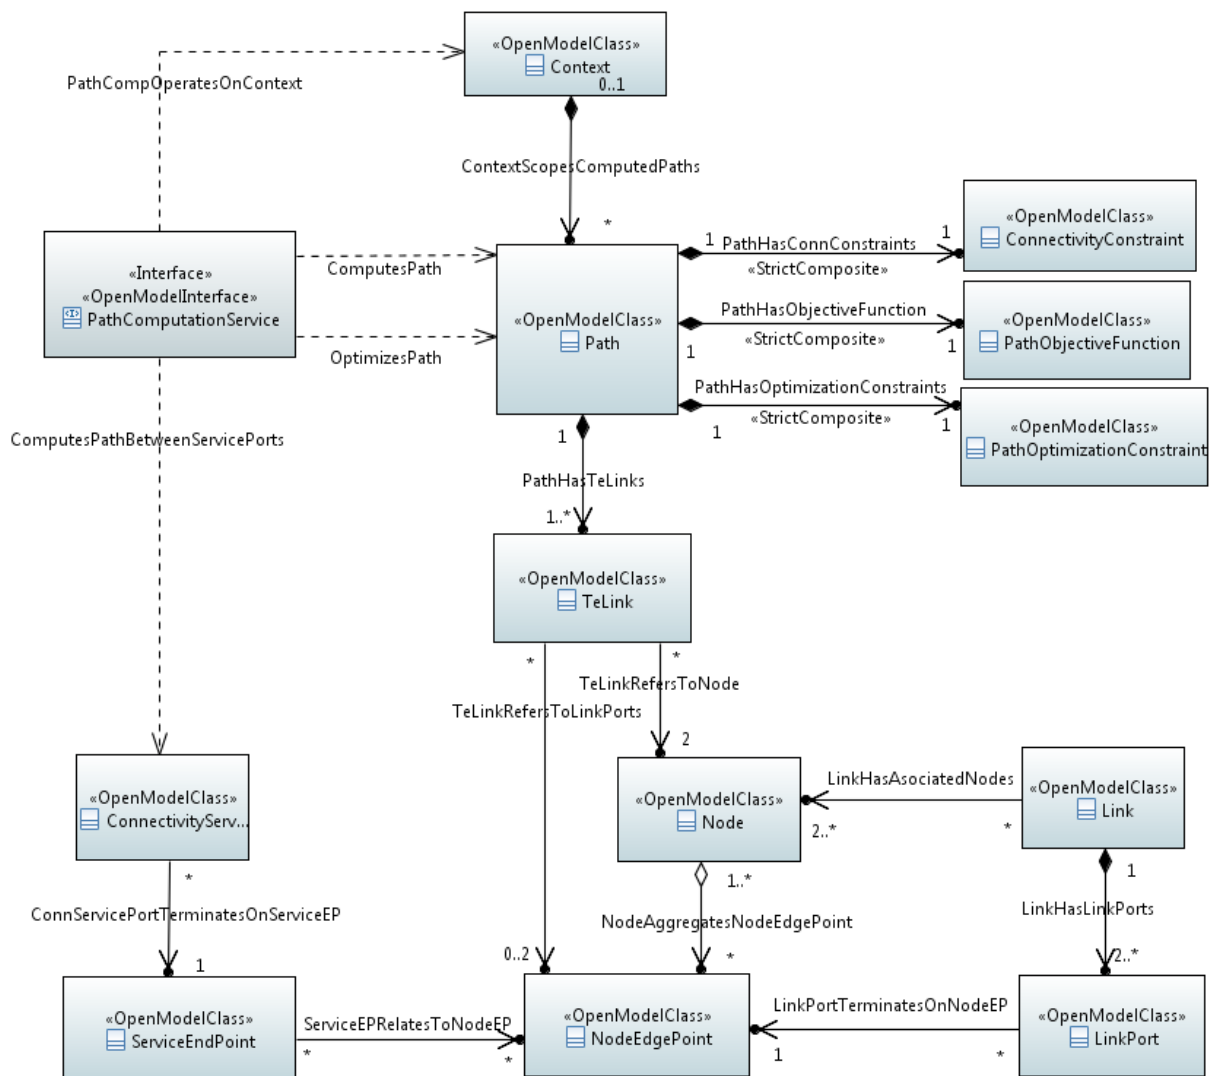 «OpenModelClass»
Context
0..1
PathCompOperatesOnContext
ContextScopesComputedPaths
*
«OpenModelClass»
ConnectivityConstraint
1
PathHasConnConstraints
1
«StrictComposite»
«Interface»
«OpenModelInterface»
PathComputationService
ComputesPath
OptimizesPath
«OpenModelClass»
Path
PathHasObjectiveFunction
1
«StrictComposite»
1
«OpenModelClass»
PathObjectiveFunction
PathHasOptimizationConstraints
1
«StrictComposite»
1
«OpenModelClass»
PathOptimizationConstraint
ComputesPathBetweenServicePorts
1
PathHasTeLinks
1..*
«OpenModelClass»
TeLink
*
*
TeLinkRefersToNode
TeLinkRefersToLinkPorts
2
«OpenModelClass»
ConnectivityServ...
«OpenModelClass»
Node
LinkHasAsociatedNodes
2..*
*
«OpenModelClass»
Link
*
1..*
1
ConnServicePortTerminatesOnServiceEP
NodeAggregatesNodeEdgePoint
LinkHasLinkPorts
1
0..2
*
2..*
«OpenModelClass»
ServiceEndPoint
ServiceEPRelatesToNodeEP
*
*
«OpenModelClass»
NodeEdgePoint
LinkPortTerminatesOnNodeEP
1
*
«OpenModelClass»
LinkPort